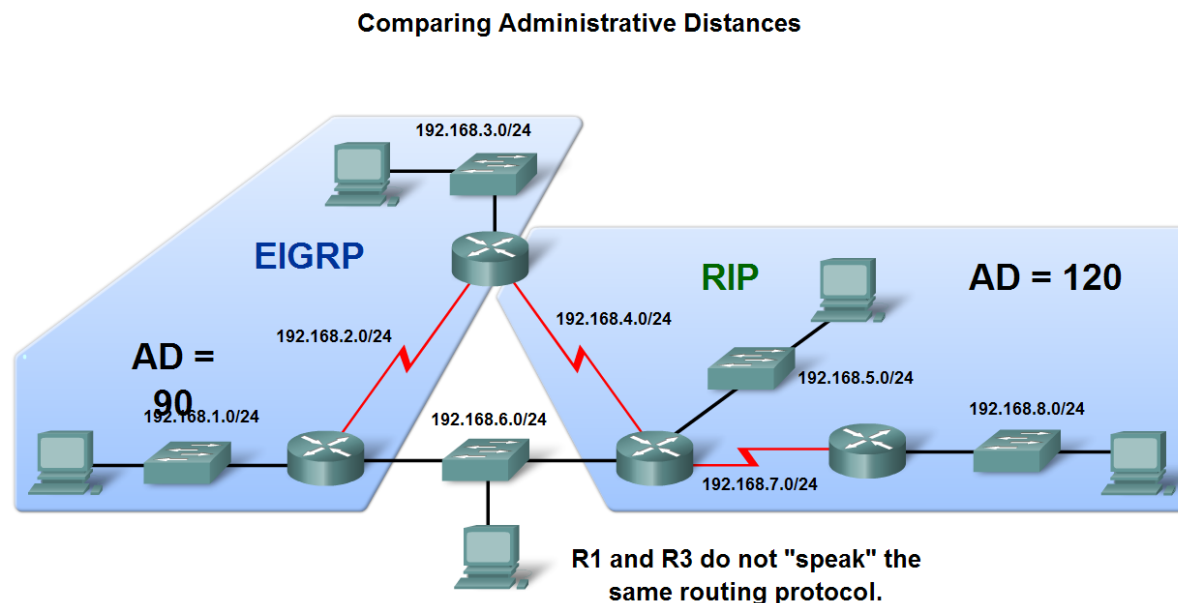 Comparing Administrative Distances
192.168.3.0/24
EIGRP
RIP
AD = 120
192.168.2.0/24
192.168.4.0/24
AD =
90
192.168.1.0/24
192.168.6.0/24
192.168.5.0/24
192.168.8.0/24
192.168.7.0/24
R1 and R3 do not "speak" the
same routing protocol.